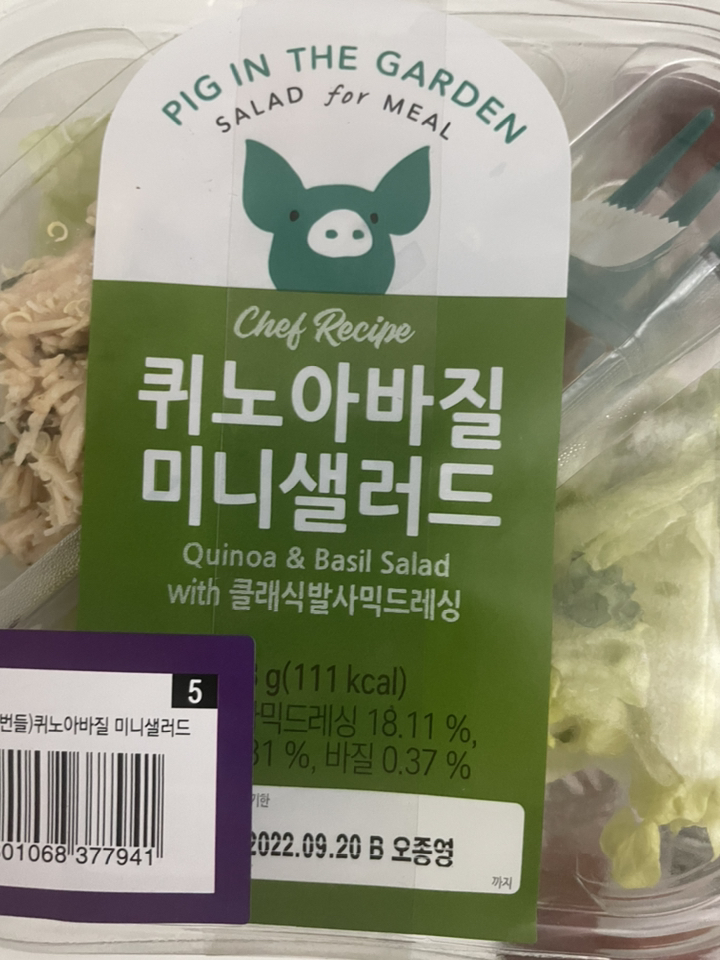 PIG IN THE GARDEN
SALAD for MEAL
Chef Recipe
퀴노아바질
미니샐러드
Quinoa & Basil Salad
with 클래식발사믹드레싱
g(111 kcal)
믹드레싱 18.11 %,
31 %, 바질 0.37 %
5
번들)퀴노아바질 미니샐러드
01068 377941
기한
2022.09.20 B 오종영
까지